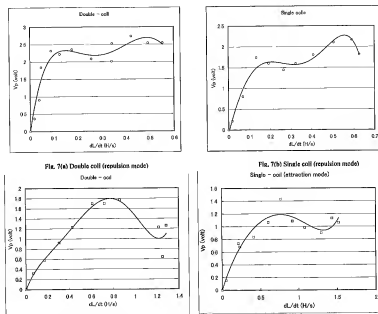 Double - coil
Single coils
3
2.5
2
1.5
1
0.5
0
Vp (volt)
0 0.1 0.2 0.3 0.4 0.5 0.6
dL/dt (H/s)
2.5
2
1.5
1
0.5
0
Vp (volt)
0 0.1 0.2 0.3 0.4 0.5 0.6 0.7
dL/dt (H/s)
Fig. 7(a) Double coil (repulsion mode)
Fig. 7(b) Single coil (repulsion mode)
Double - coil
Single - coil (attraction mode)
2
1.8
1.6
1.4
1.2
1
0.8
0.6
0.4
0.2
0
Vp (volt)
0 0.2 0.4 0.6 0.8 1 1.2 1.4
dL/dt (H/s)
1.6
1.4
1.2
1
0.8
0.6
0.4
0.2
0
Vp (volt)
0 0.5 1 1.5 2
dL/dt (H/s)